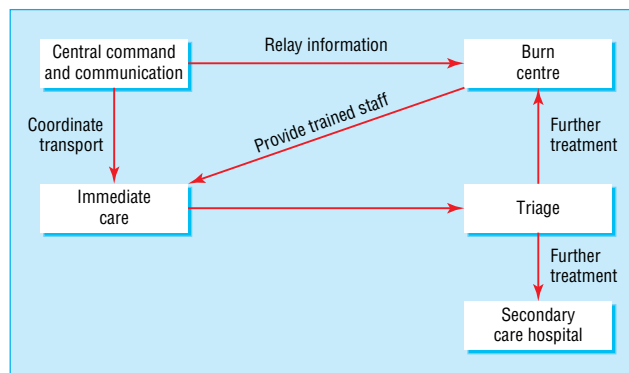 Central command
and communication
Relay information
Burn
centre
Coordinate
transport
Provide trained staff
Further
treatment
Immediate
care
Triage
Further
treatment
Secondary
care hospital